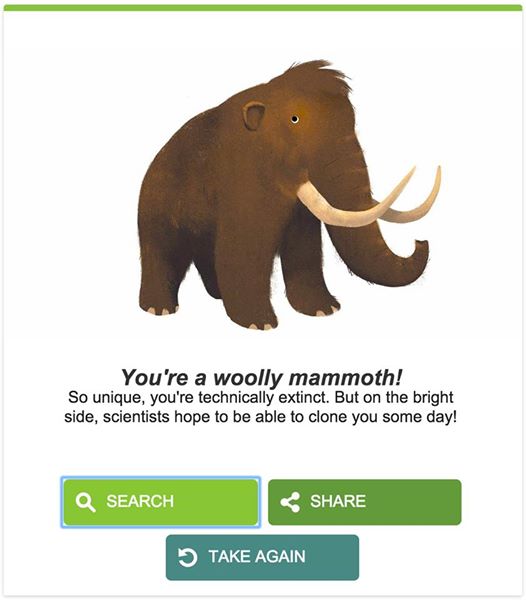 You're a woolly mammoth!
So unique, you're technically extinct. But on the bright
side, scientists hope to be able to clone you some day!
SEARCH
SHARE
TAKE AGAIN